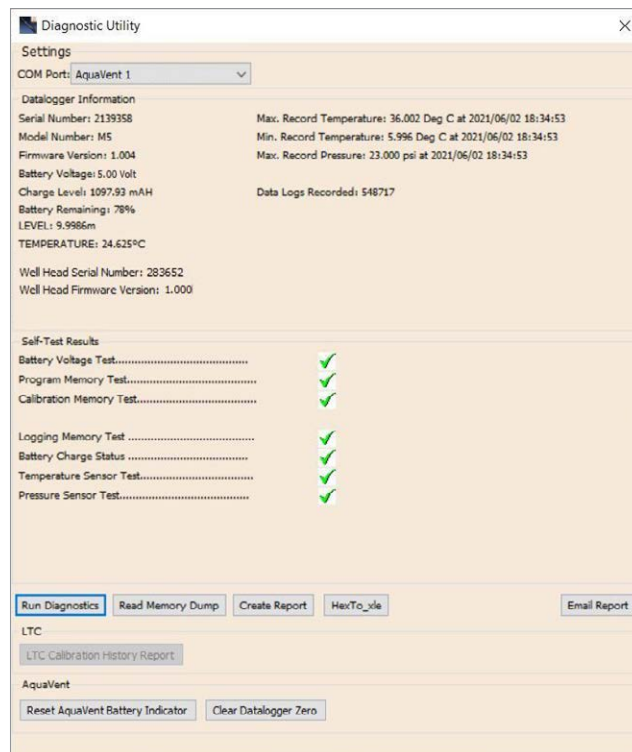 Diagnostic Utility
Settings
COM Port: AquaVent 1
Datalogger Information
Serial Number: 2139358
Max. Record Temperature: 36.002 Deg C at 2021/06/02 18:34:53
Model Number: M5
Min. Record Temperature: 5.996 Deg C at 2021/06/02 18:34:53
Firmware Version: 1.004
Max. Record Pressure: 23.000 psi at 2021/06/02 18:34:53
Battery Voltage: 5.00 Volt
Charge Level: 1097.93 mAH
Data Logs Recorded: 548717
Battery Remaining: 78%
LEVEL: 9.9986m
TEMPERATURE: 24.625ºC
Well Head Serial Number: 283652
Well Head Firmware Version: 1.000
Self-Test Results
Battery Voltage Test.........................................
Program Memory Test........................................
Calibration Memory Test.....................................
Logging Memory Test .......................................
Battery Charge Status .....................................
Temperature Sensor Test...................................
Pressure Sensor Test........................................
Run Diagnostics
Read Memory Dump
Create Report
HexTo_xle
Email Report
LTC
LTC Calibration History Report
AquaVent
Reset AquaVent Battery Indicator
Clear Datalogger Zero